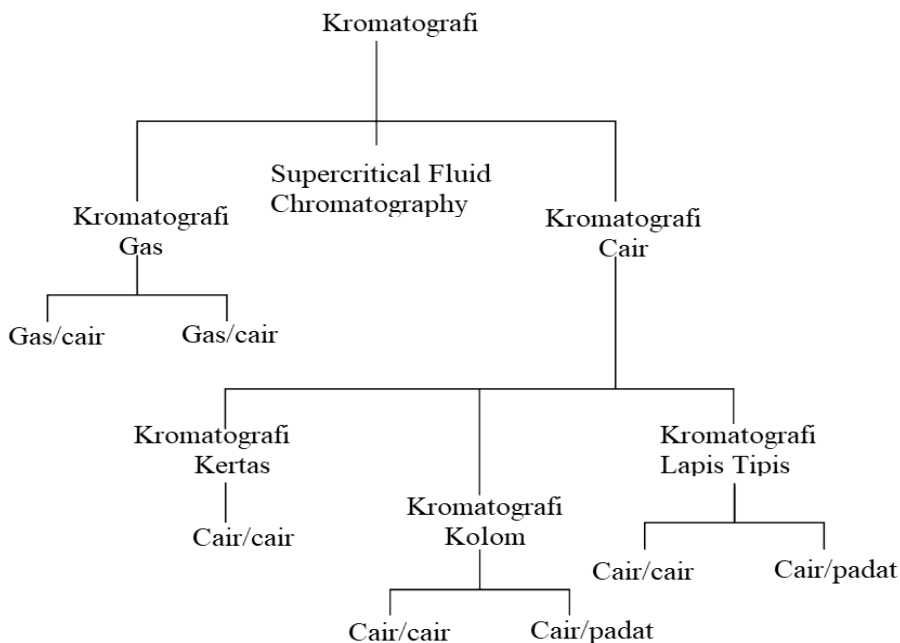 Kromatografi
Supercritical Fluid
Chromatography
Kromatografi
Gas
Kromatografi
Cair
Gas/cair
Gas/cair
Kromatografi
Kertas
Kromatografi
Lapis Tipis
Cair/cair
Kromatografi
Kolom
Cair/cair
Cair/padat
Cair/cair
Cair/padat